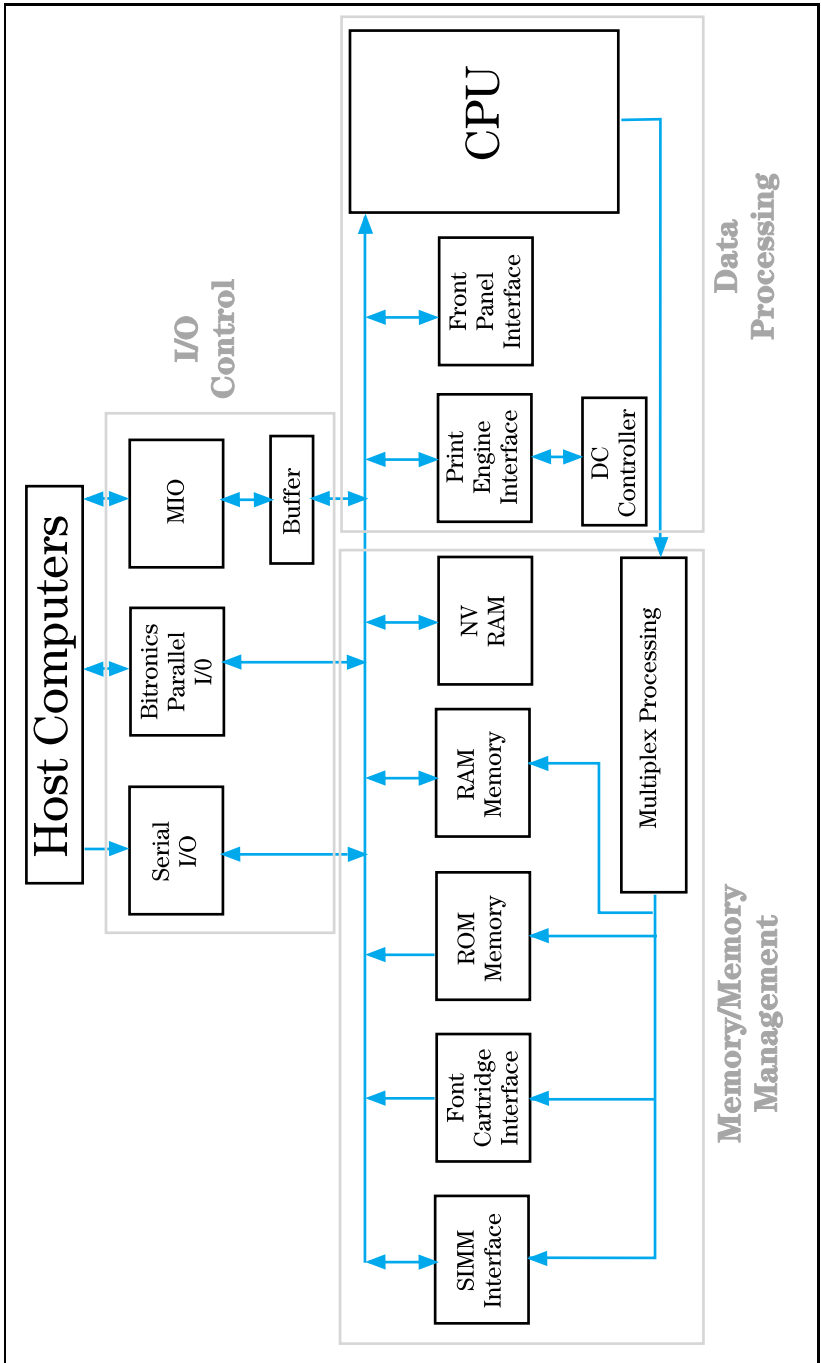 Host Computers
Serial
I/O
Bitronics
Parallel
I/0
MIO
Buffer
I/O
Control
SIMM
Interface
Font
Cartridge
Interface
ROM
Memory
RAM
Memory
NV
RAM
Print
Engine
Interface
Front
Panel
Interface
CPU
DC
Controller
Multiplex Processing
Memory/Memory
Management
Data
Processing